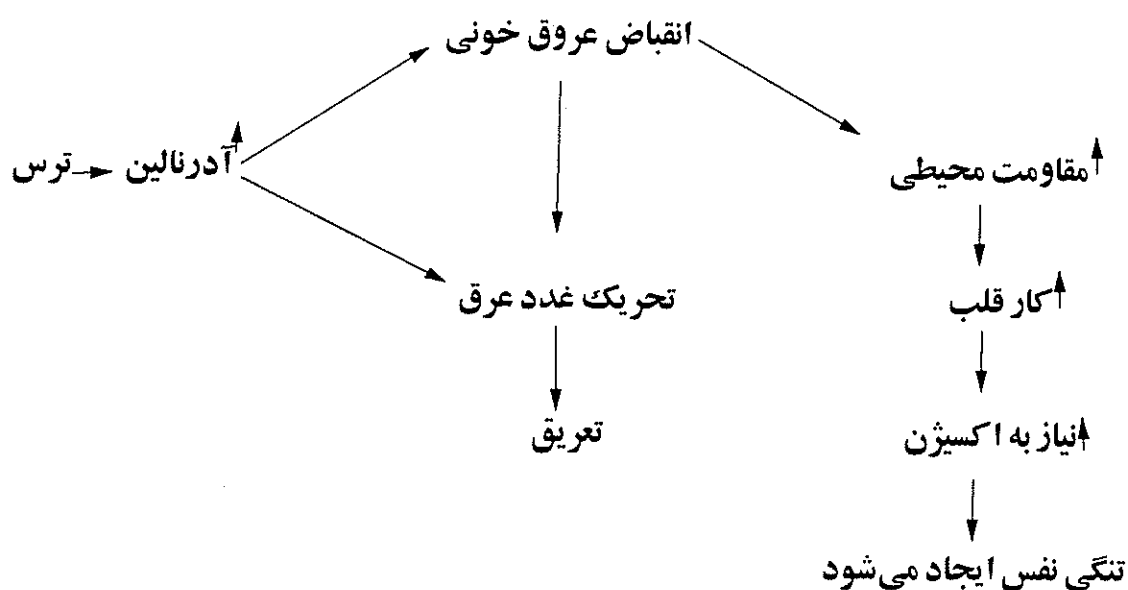 انقباض عروق خونی
ترس
آدرنالین
مقاومت محیطی
تحریک غدد عرق
کار قلب
تعریق
نیاز به اکسیژن
تنگی نفس ایجاد می‌شود